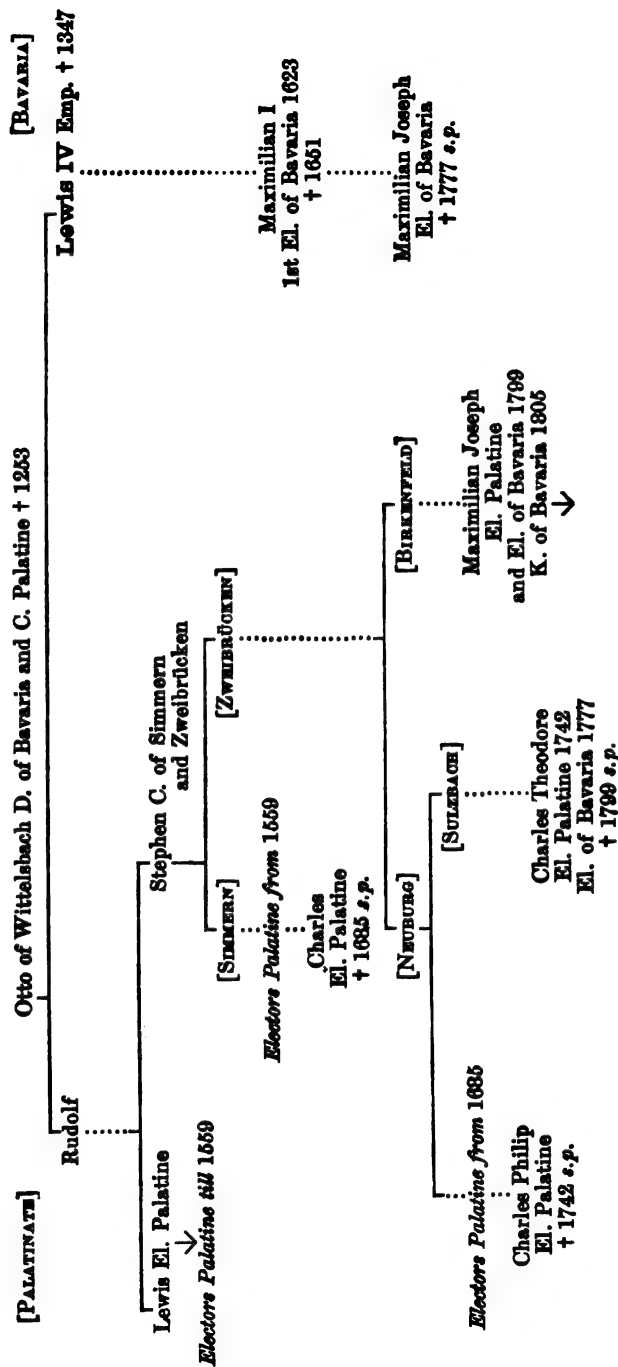 Otto of Wittelsbach D. of Bavaria and C. Palatine † 1253
[PALATINATE]
[BAVARIA]
Rudolf
Lewis IV Emp. † 1347
Lewis El. Palatine
Electors Palatine till 1559
Stephen C. of Simmern
and Zweibrücken
Maximilian I
1st El. of Bavaria 1623
† 1651
[SIMMERN]
[ZWEIBRÜCKEN]
Electors Palatine from 1559
Charles
El. Palatine
† 1685 s.p.
Maximilian Joseph
El. of Bavaria
† 1777 s.p.
[NEUBURG]
[BIRKENFELD]
Electors Palatine from 1685
[SULZBACH]
Charles Philip
El. Palatine
† 1742 s.p.
Charles Theodore
El. Palatine 1742
El. of Bavaria 1777
† 1799 s.p.
Maximilian Joseph
El. Palatine
and El. of Bavaria 1799
K. of Bavaria 1805